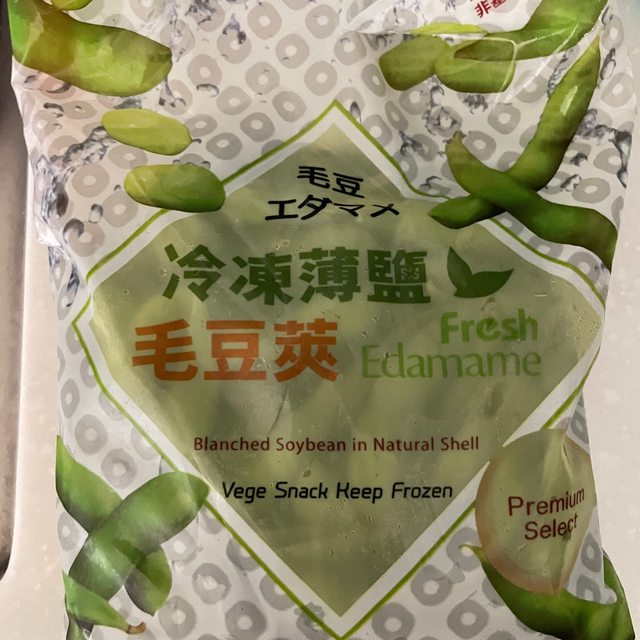 毛豆
エダマメ
冷凍薄鹽
毛豆莢
Fresh
Edamame
Blanched Soybean in Natural Shell
Vege Snack Keep Frozen
Premium
Select